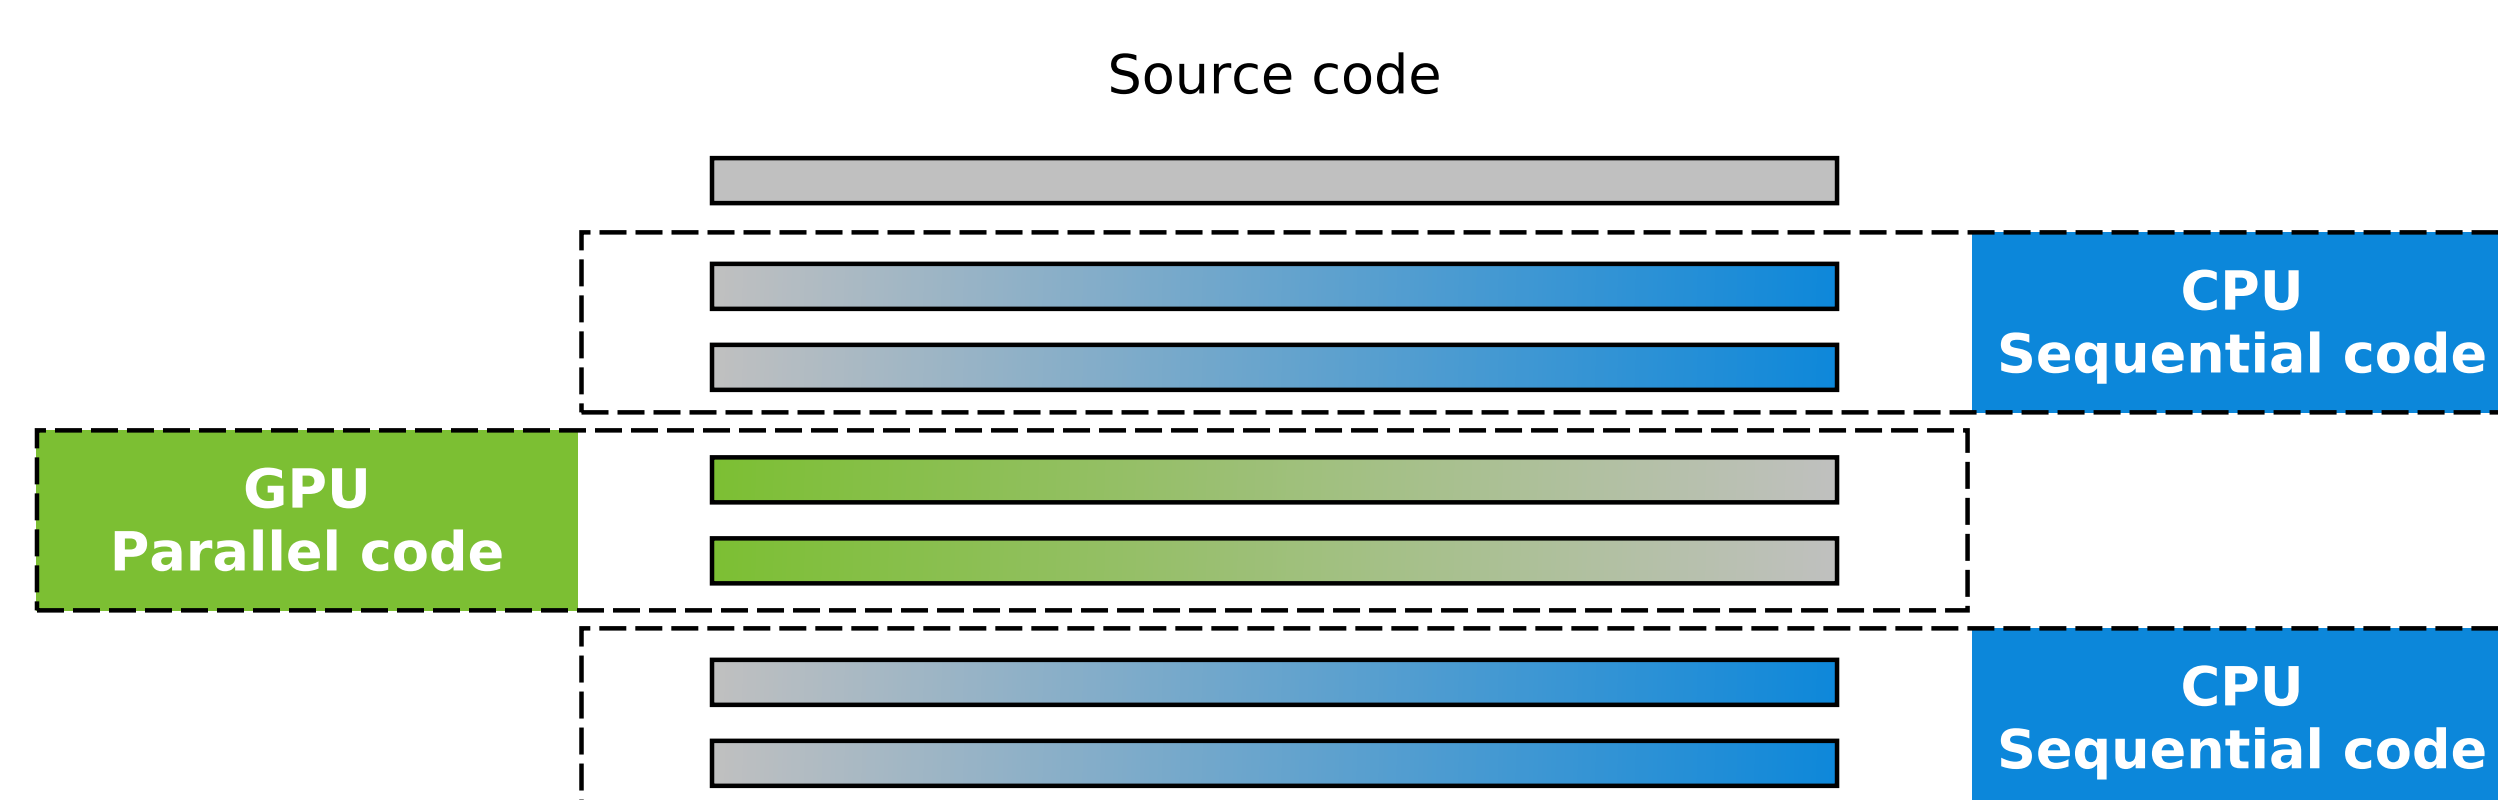 Source code
CPU
Sequential code
GPU
Parallel code
CPU
Sequential code